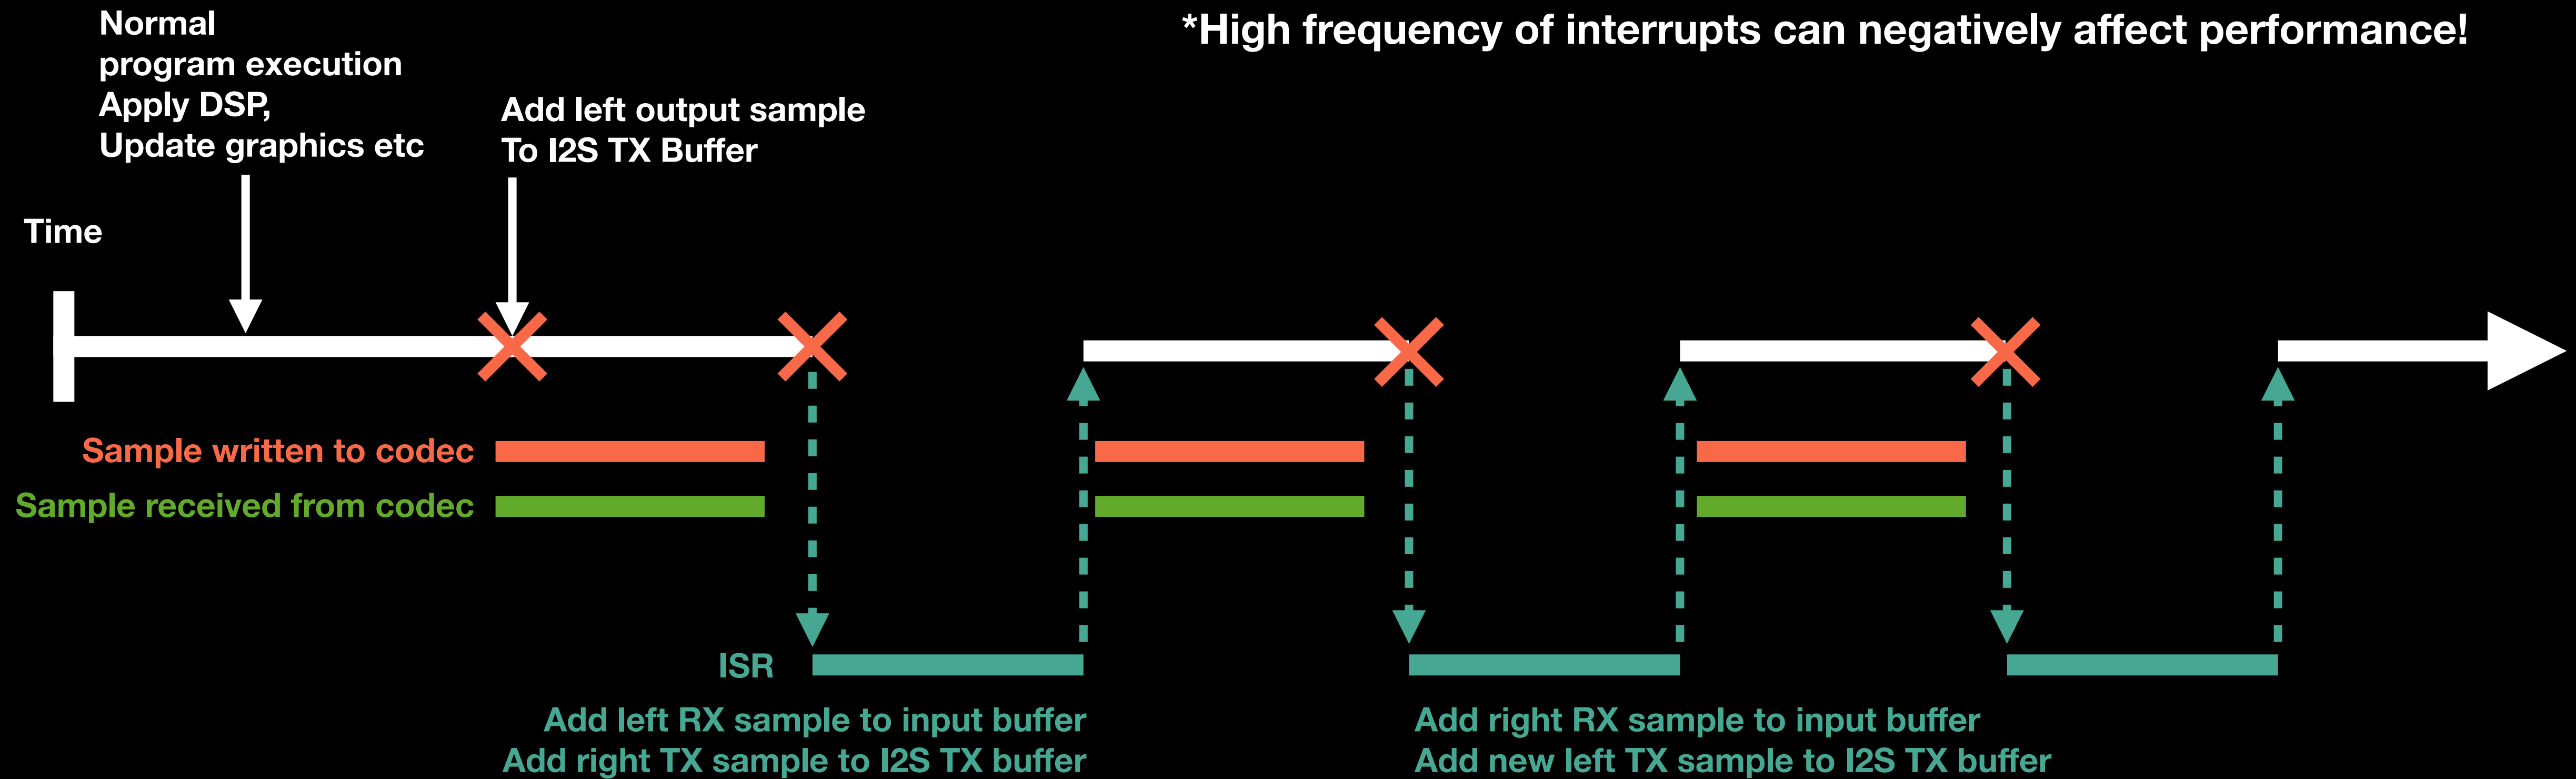 Normal
program execution
Apply DSP,
Update graphics etc
*High frequency of interrupts can negatively affect performance!
Add left output sample
To I2S TX Buffer
Time
Sample written to codec
Sample received from codec
ISR
Add left RX sample to input buffer
Add right TX sample to I2S TX buffer
Add right RX sample to input buffer
Add new left TX sample to I2S TX buffer